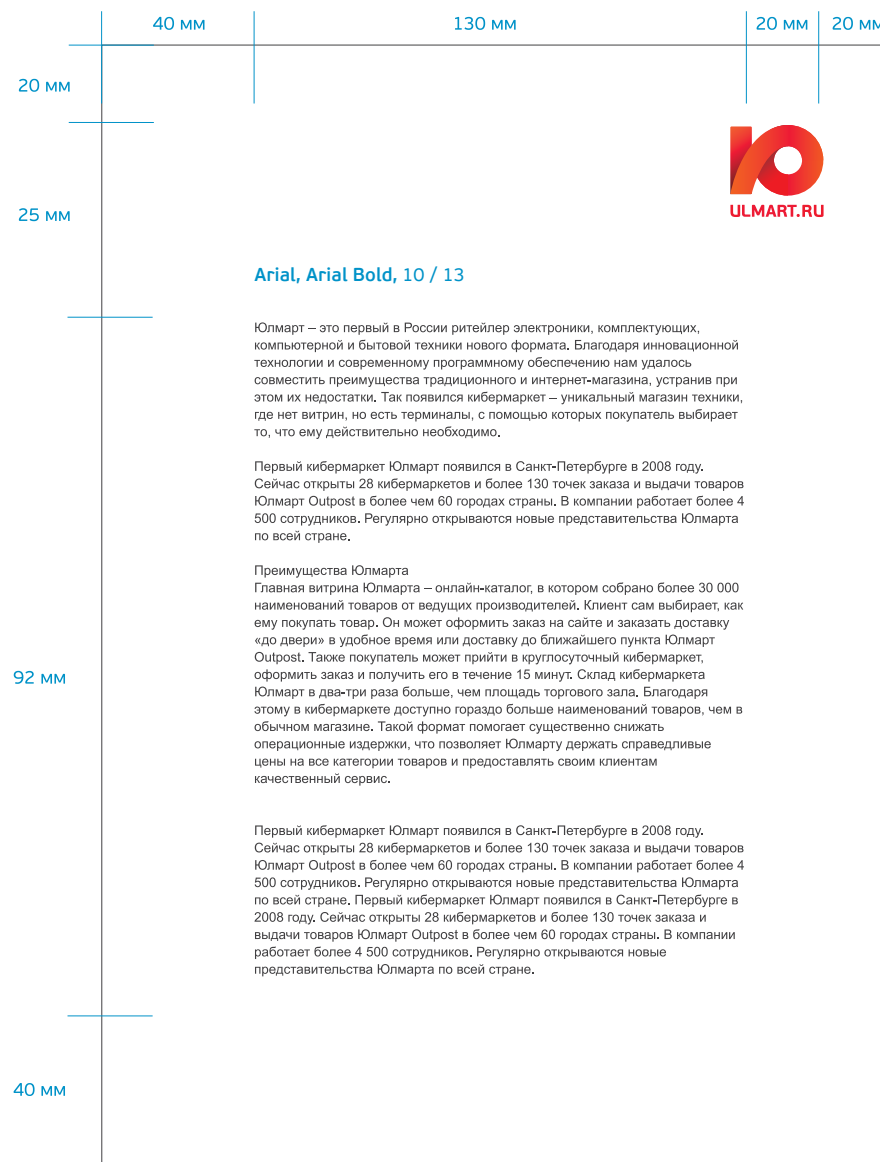 40 мм
130 мм
20 мм
20 мм
20 мм
25 мм
ULMART.RU
Arial, Arial Bold, 10 / 13
Юлмарт – это первый в России ритейлер электроники, комплектующих,
компьютерной и бытовой техники нового формата. Благодаря инновационной
технологии и современному программному обеспечению нам удалось
совместить преимущества традиционного и интернет-магазина, устранив при
этом их недостатки. Так появился кибермаркет – уникальный магазин техники,
где нет витрин, но есть терминалы, с помощью которых покупатель выбирает
то, что ему действительно необходимо.
Первый кибермаркет Юлмарт появился в Санкт-Петербурге в 2008 году.
Сейчас открыты 28 кибермаркетов и более 130 точек заказа и выдачи товаров
Юлмарт Outpost в более чем 60 городах страны. В компании работает более 4
500 сотрудников. Регулярно открываются новые представительства Юлмарта
по всей стране.
Преимущества Юлмарта
Главная витрина Юлмарта – онлайн-каталог, в котором собрано более 30 000
наименований товаров от ведущих производителей. Клиент сам выбирает, как
ему покупать товар. Он может оформить заказ на сайте и заказать доставку
«до двери» в удобное время или доставку до ближайшего пункта Юлмарт
Outpost. Также покупатель может прийти в круглосуточный кибермаркет,
оформить заказ и получить его в течение 15 минут. Склад кибермаркета
Юлмарт в два-три раза больше, чем площадь торгового зала. Благодаря
этому в кибермаркете доступно гораздо больше наименований товаров, чем в
обычном магазине. Такой формат помогает существенно снижать
операционные издержки, что позволяет Юлмарту держать справедливые
цены на все категории товаров и предоставлять своим клиентам
качественный сервис.
92 мм
Первый кибермаркет Юлмарт появился в Санкт-Петербурге в 2008 году.
Сейчас открыты 28 кибермаркетов и более 130 точек заказа и выдачи товаров
Юлмарт Outpost в более чем 60 городах страны. В компании работает более 4
500 сотрудников. Регулярно открываются новые представительства Юлмарта
по всей стране. Первый кибермаркет Юлмарт появился в Санкт-Петербурге в
2008 году. Сейчас открыты 28 кибермаркетов и более 130 точек заказа и
выдачи товаров Юлмарт Outpost в более чем 60 городах страны. В компании
работает более 4 500 сотрудников. Регулярно открываются новые
представительства Юлмарта по всей стране.
40 мм